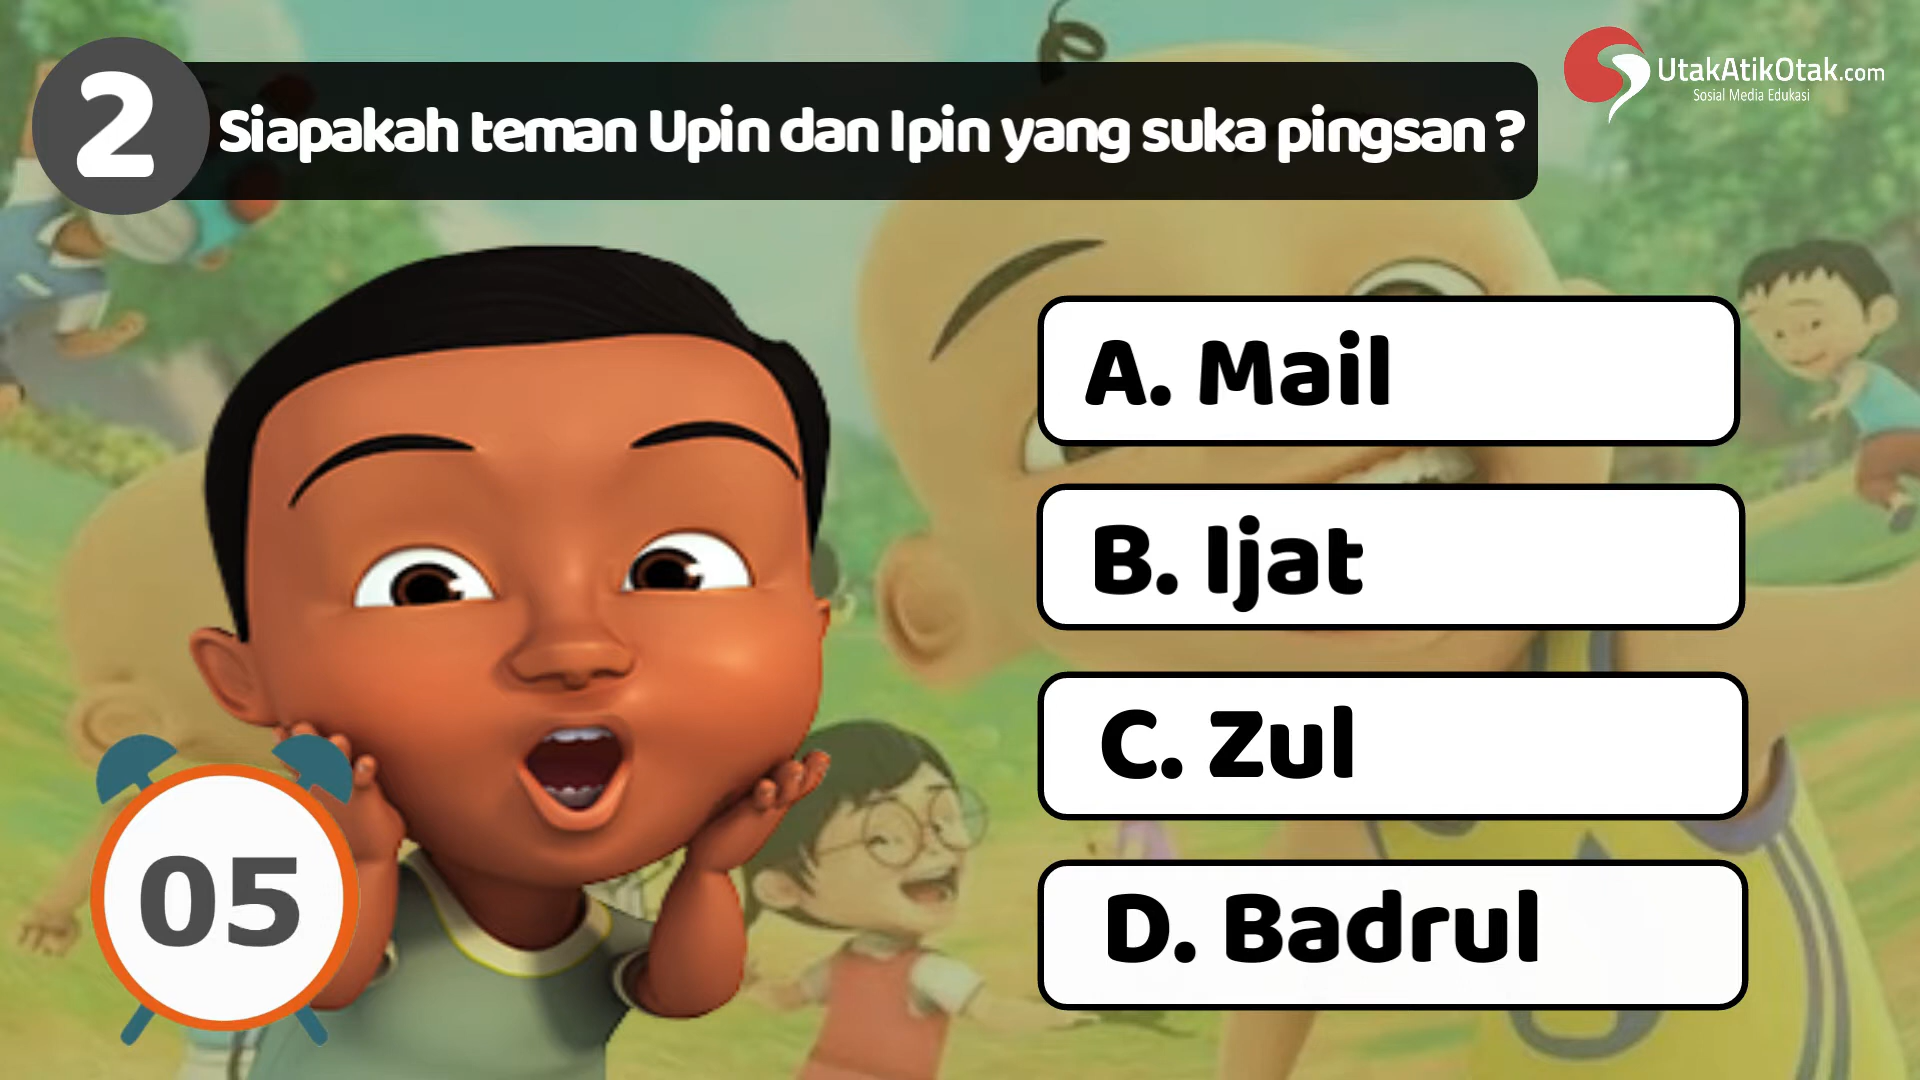 2
Siapakah teman Upin dan Ipin yang suka pingsan ?
UtakAtikOtak.com
Sosial Media Edukasi
A. Mail
B. Ijat
C. Zul
D. Badrul
05